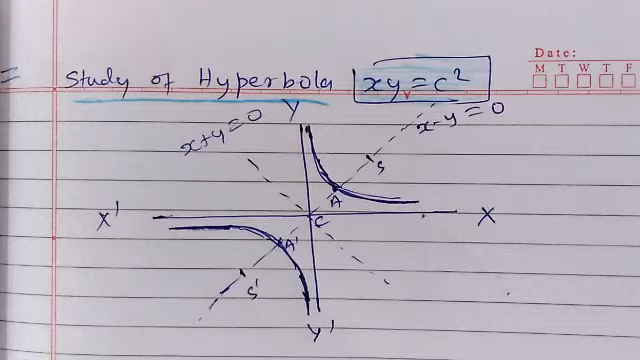 Date:
M T W T F
= Study of Hyperbola xy = c²
x+y=0 Y x-y=0
S
A
X' C X
A'
S'
Y'